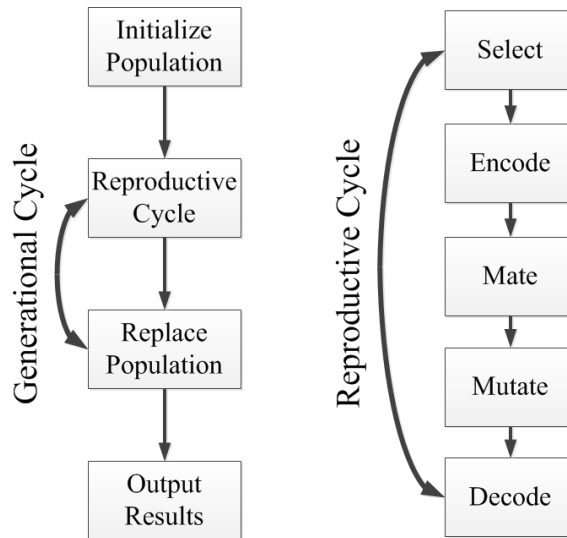 Initialize
Population
Generational Cycle
Reproductive
Cycle
Replace
Population
Output
Results
Reproductive Cycle
Select
Encode
Mate
Mutate
Decode